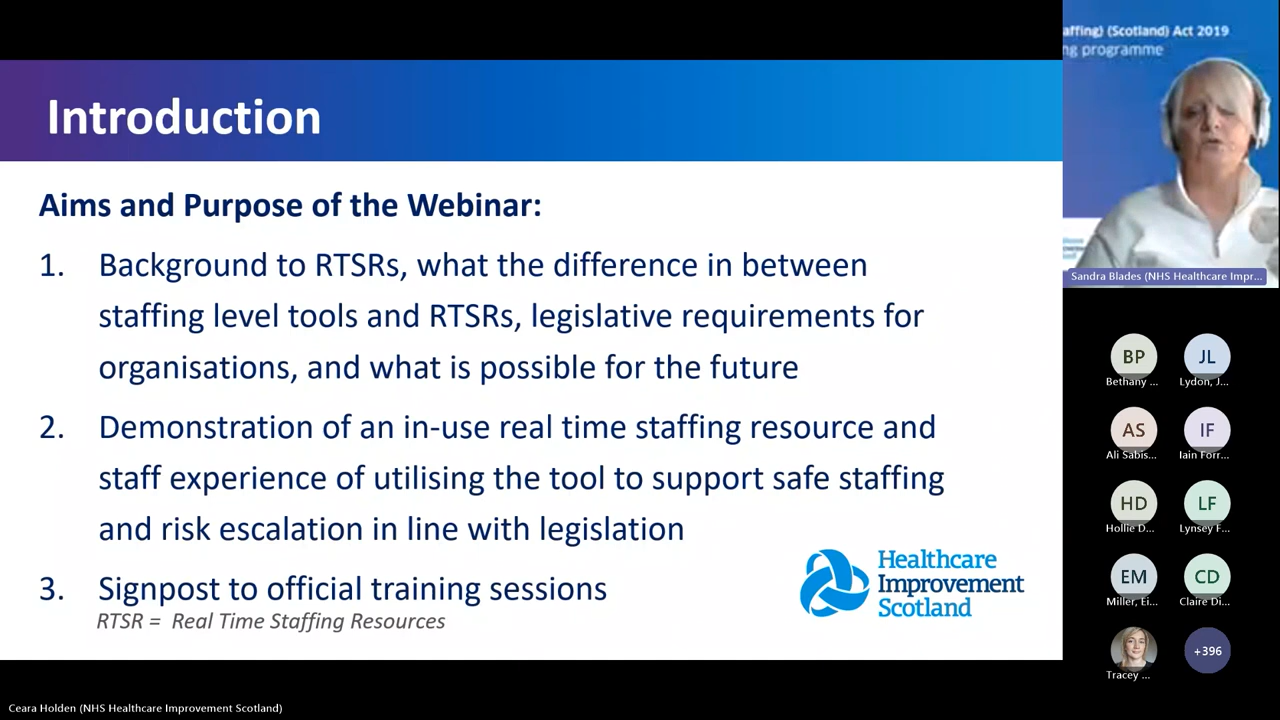 Introduction
Aims and Purpose of the Webinar:
1. Background to RTSRs, what the difference in between
staffing level tools and RTSRs, legislative requirements for
organisations, and what is possible for the future
2. Demonstration of an in-use real time staffing resource and
staff experience of utilising the tool to support safe staffing
and risk escalation in line with legislation
3. Signpost to official training sessions
RTSR = Real Time Staffing Resources
Healthcare
Improvement
Scotland
affing) (Scotland) Act 2019
ng programme
Sandra Blades (NHS Healthcare Impr...
BP
Bethany ...
JL
Lydon, J...
AS
Ali Sabis...
IF
Iain Forr...
HD
Hollie D...
LF
Lynsey F...
EM
Miller, Ei...
CD
Claire Di...
Tracey ...
+396
Ceara Holden (NHS Healthcare Improvement Scotland)